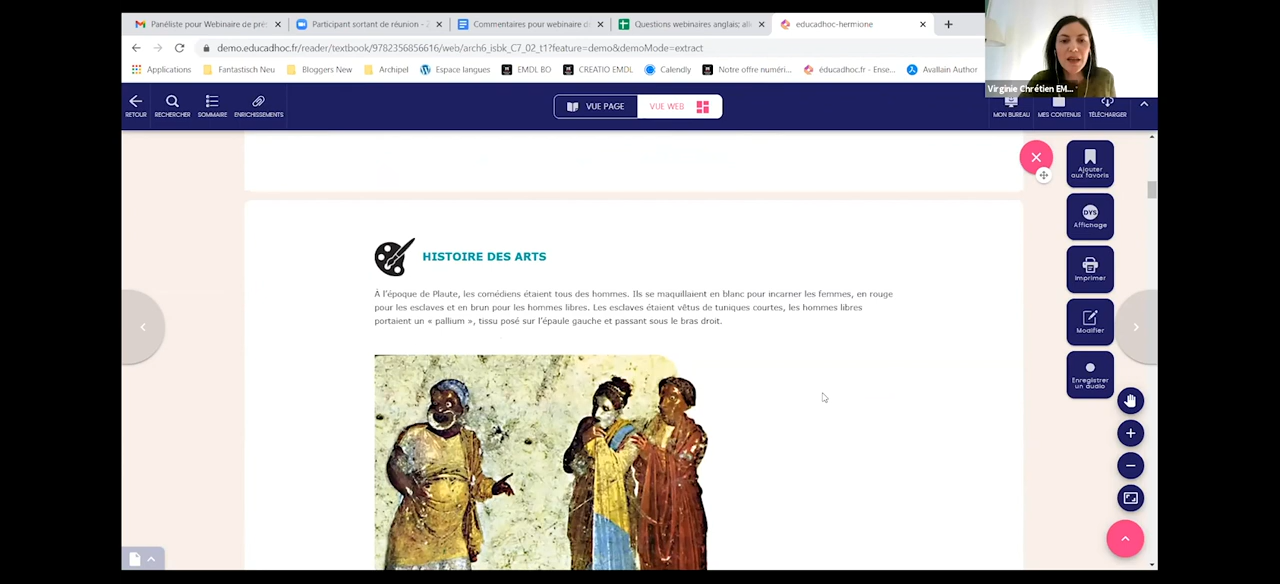 Panéliste pour Webinaire de pré
Participant sortant de réunion - Z
Commentaires pour webinaire d
Questions webinaires anglais; alle
educadhoc-hermione
demo.educadhoc.fr/reader/textbook/9782356856616/web/arch6_isbk_C7_02_t1?feature=demo&demoMode=extract
Applications
Fantastisch Neu
Bloggers New
Archipel
Espace langues
EMDL BO
CREATIO EMDL
Calendly
Notre offre numéri...
éducadhoc.fr - Ense...
Avallain Author
Virginie Chrétien EM...
RETOUR
RECHERCHER
SOMMAIRE
ENRICHISSEMENTS
VUE PAGE
VUE WEB
MON BUREAU
MES CONTENUS
TÉLÉCHARGER
Ajouter
aux favoris
DYS
Affichage
Imprimer
Modifier
Enregistrer
un audio
HISTOIRE DES ARTS
À l'époque de Plaute, les comédiens étaient tous des hommes. Ils se maquillaient en blanc pour incarner les femmes, en rouge
pour les esclaves et en brun pour les hommes libres. Les esclaves étaient vêtus de tuniques courtes, les hommes libres
portaient un « pallium », tissu posé sur l'épaule gauche et passant sous le bras droit.